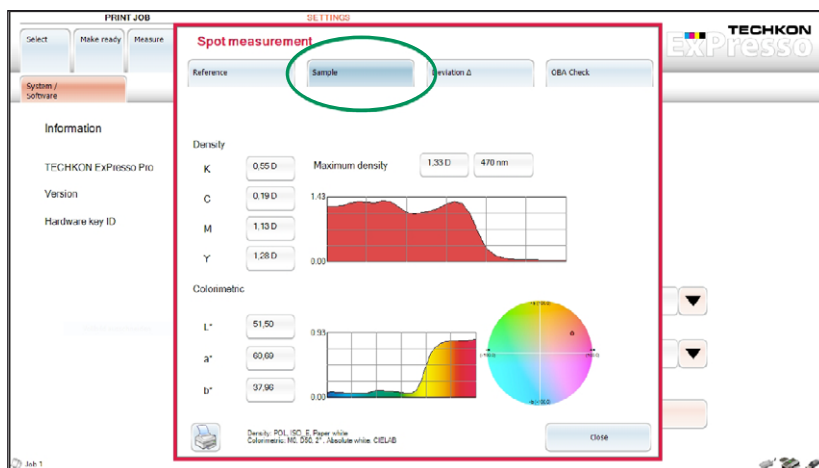 PRINT JOB
SETTINGS
Select
Make ready
Measure
TECHKON
ExPresso
System /
Software
Information
TECHKON ExPresso Pro
Version
Hardware key ID
Spot measurement
Reference
Sample
Deviation Δ
OBA Check
Density
K
0,55 D
Maximum density
1,33 D
470 nm
C
0,19 D
M
1,13 D
Y
1,28 D
1.43
0.00
Colorimetric
L*
51,50
a*
60,69
b*
37,96
0.93
0.00
Density: POL, ISO_E, Paper white
Colorimetric: M0, D50, 2°, Absolute white, CIELAB
Close
Job 1